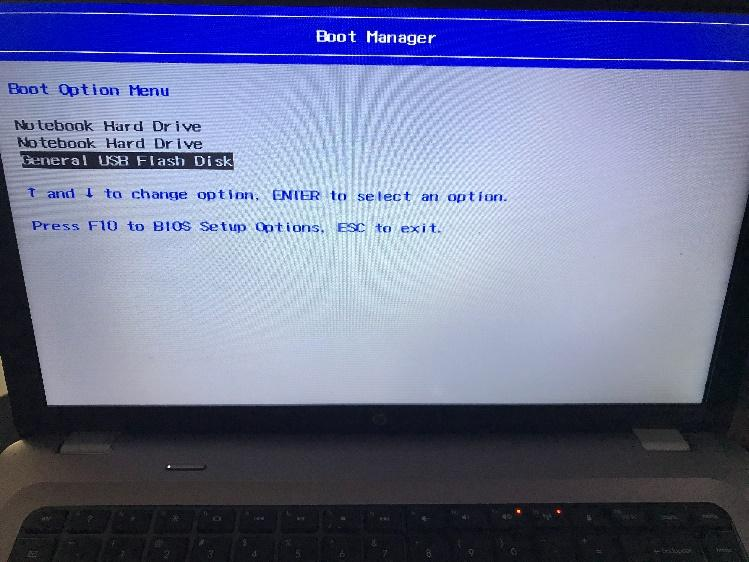 Boot Manager
Boot Option Menu
Notebook Hard Drive
Notebook Hard Drive
General USB Flash Disk
↑ and ↓ to change option, ENTER to select an option.
Press F10 to BIOS Setup Options, ESC to exit.